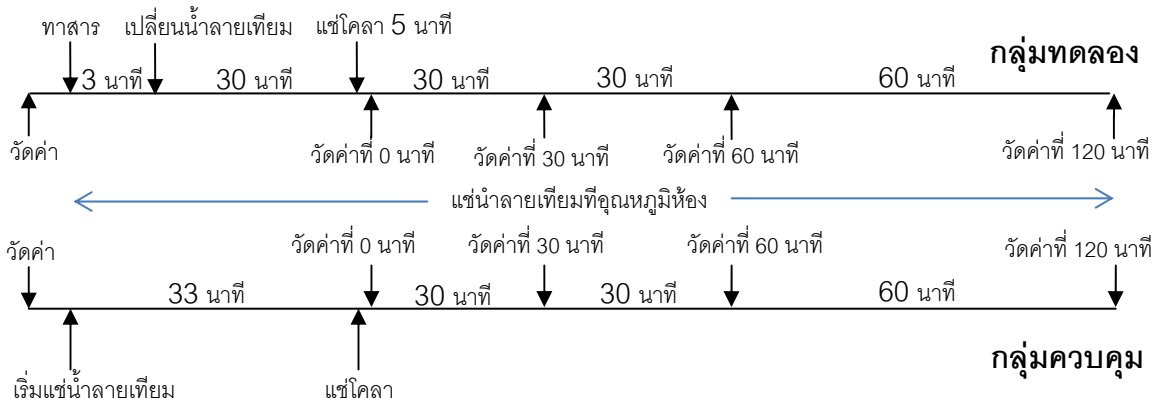 ทาสาร เปลี่ยนน้ำลายเทียม แช่โคลา 5 นาที
กลุ่มทดลอง
3 นาที 30 นาที 30 นาที 30 นาที 60 นาที
วัดค่า วัดค่าที่ 0 นาที วัดค่าที่ 30 นาที วัดค่าที่ 60 นาที วัดค่าที่ 120 นาที
แช่น้ำลายเทียมที่อุณหภูมิห้อง
วัดค่า วัดค่าที่ 0 นาที วัดค่าที่ 30 นาที วัดค่าที่ 60 นาที วัดค่าที่ 120 นาที
33 นาที 30 นาที 30 นาที 60 นาที
กลุ่มควบคุม
เริ่มแช่น้ำลายเทียม แช่โคลา